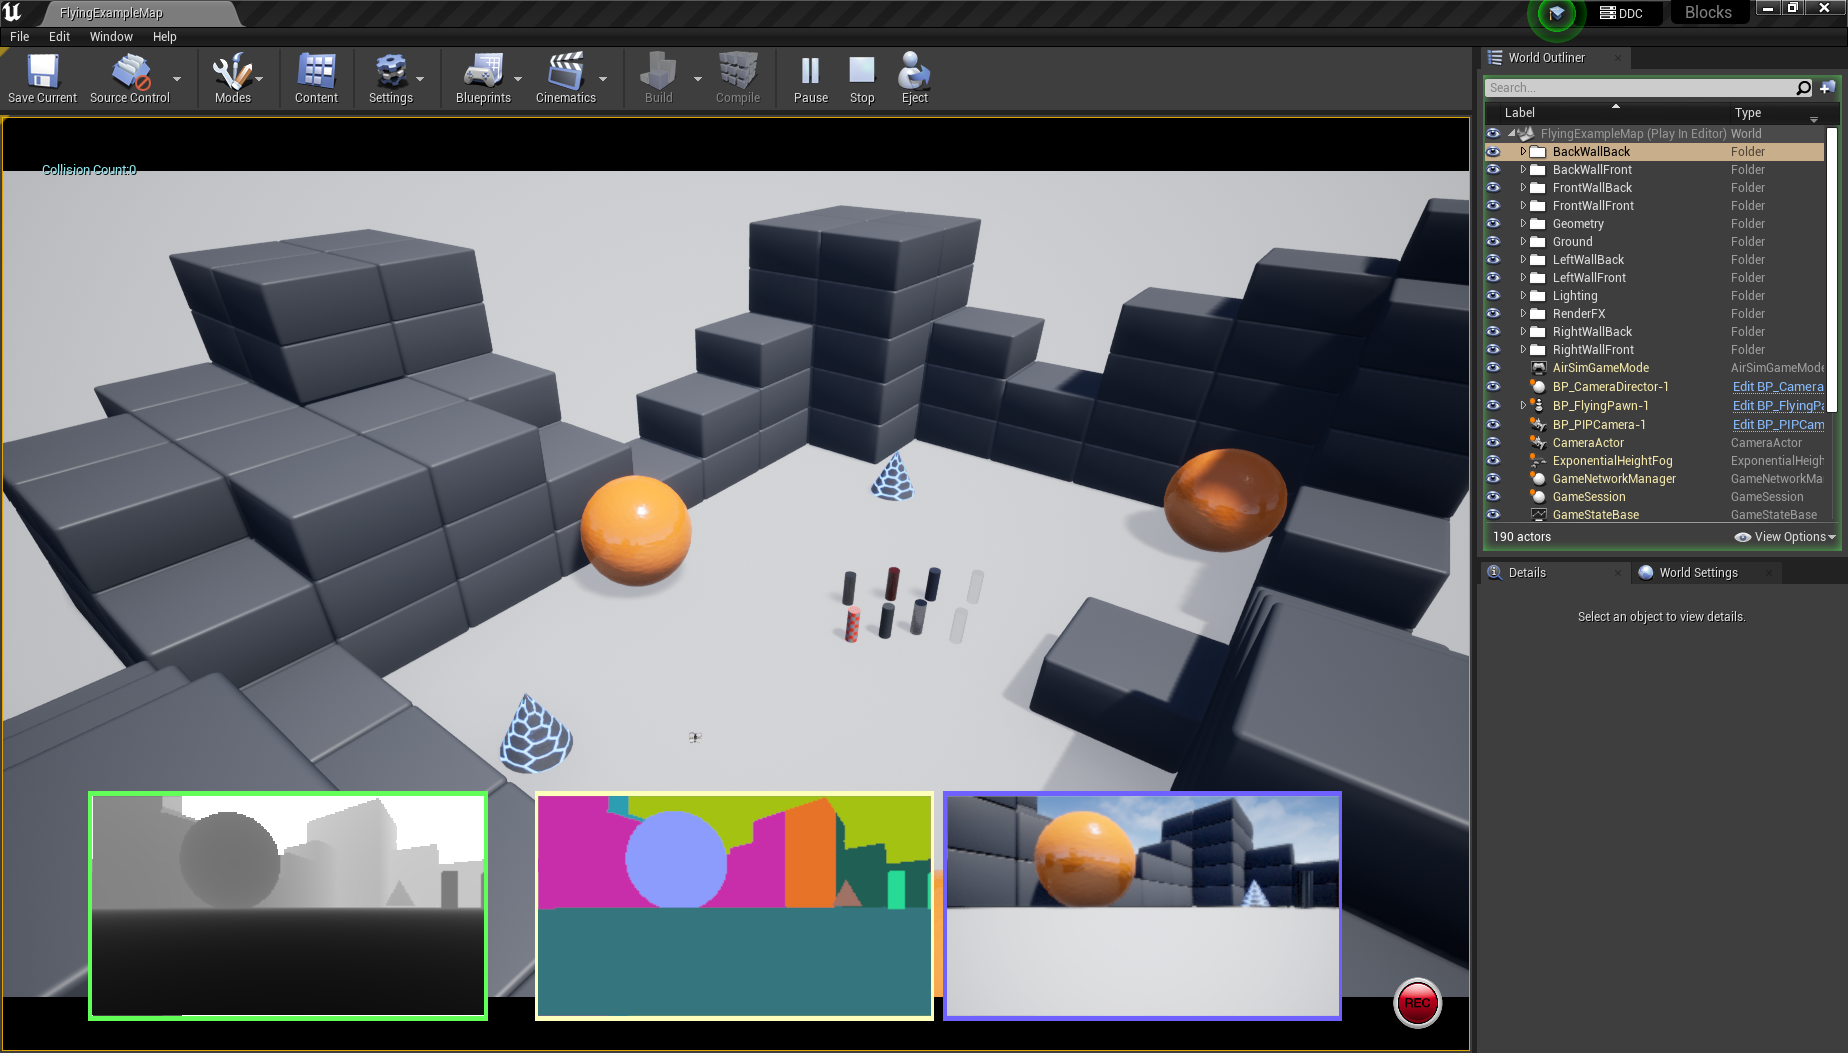 FlyingExampleMap
DDC
Blocks
File Edit Window Help
Save Current Source Control Modes Content Settings Blueprints Cinematics Build Compile Pause Stop Eject
Collision Count:0
World Outliner
Search...
Label Type
FlyingExampleMap (Play In Editor) World
BackWallBack Folder
BackWallFront Folder
FrontWallBack Folder
FrontWallFront Folder
Geometry Folder
Ground Folder
LeftWallBack Folder
LeftWallFront Folder
Lighting Folder
RenderFX Folder
RightWallBack Folder
RightWallFront Folder
AirSimGameMode AirSimGameMode
BP_CameraDirector-1 Edit BP_Camera
BP_FlyingPawn-1 Edit BP_FlyingPa
BP_PIPCamera-1 Edit BP_PIPCam
CameraActor CameraActor
ExponentialHeightFog ExponentialHeigh
GameNetworkManager GameNetworkMa
GameSession GameSession
GameStateBase GameStateBase
190 actors View Options
Details World Settings
Select an object to view details.
REC